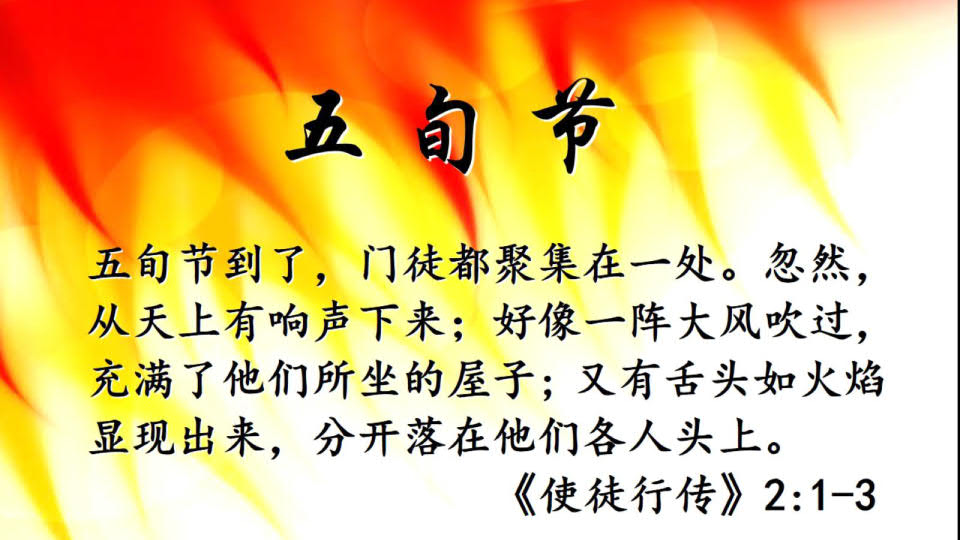 五旬节
五旬节到了，门徒都聚集在一处。忽然，
从天上有响声下来；好像一阵大风吹过，
充满了他们所坐的屋子；又有舌头如火焰
显现出来，分开落在他们各人头上。
《使徒行传》2:1-3